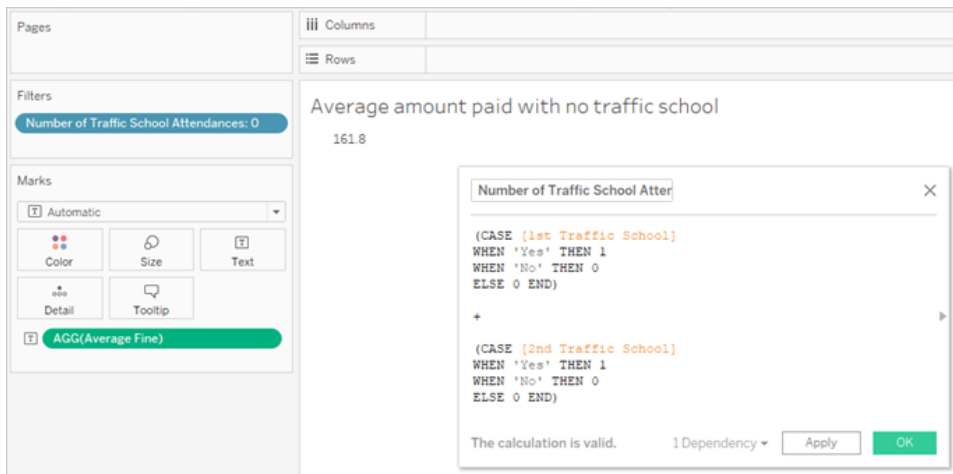 Pages
Columns
Rows
Filters
Number of Traffic School Attendances: 0
Average amount paid with no traffic school
161.8
Marks
Automatic
Color
Size
Text
Detail
Tooltip
AGG(Average Fine)
Number of Traffic School Atter
(CASE [1st Traffic School]
WHEN 'Yes' THEN 1
WHEN 'No' THEN 0
ELSE 0 END)
+
(CASE [2nd Traffic School]
WHEN 'Yes' THEN 1
WHEN 'No' THEN 0
ELSE 0 END)
The calculation is valid.
1 Dependency
Apply
OK